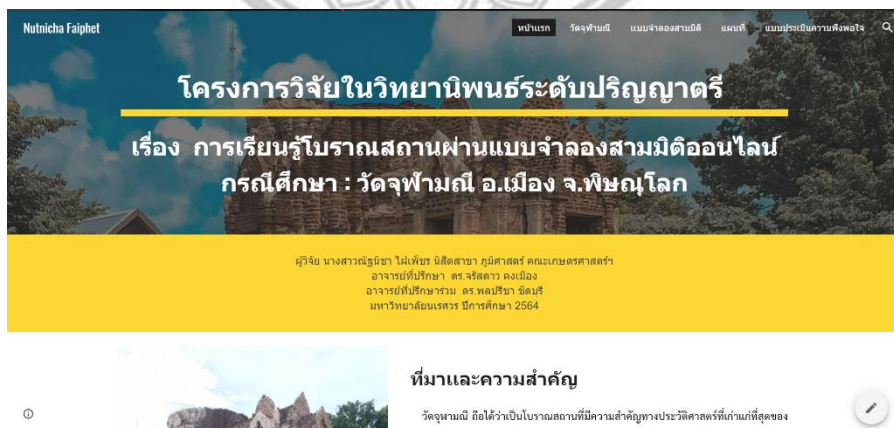 Nutnicha Faiphet
หน้าแรก วัดจุฬามณี แบบจำลองสามมิติ แผนที่ แบบประเมินความพึงพอใจ
โครงการวิจัยในวิทยานิพนธ์ระดับปริญญาตรี
เรื่อง การเรียนรู้โบราณสถานผ่านแบบจำลองสามมิติออนไลน์
กรณีศึกษา : วัดจุฬามณี อ.เมือง จ.พิษณุโลก
ผู้วิจัย นางสาวณัฐนิชา ไฝ่เพ็ชร นิสิตสาขา ภูมิศาสตร์ คณะเกษตรศาสตร์ฯ
อาจารย์ที่ปรึกษา ดร.จรัสดาว คงเมือง
อาจารย์ที่ปรึกษาร่วม ดร.พลปรีชา ชิดบุรี
มหาวิทยาลัยนเรศวร ปีการศึกษา 2564
ที่มาและความสำคัญ
วัดจุฬามณี ถือได้ว่าเป็นโบราณสถานที่มีความสำคัญทางประวัติศาสตร์ที่เก่าแก่ที่สุดของ